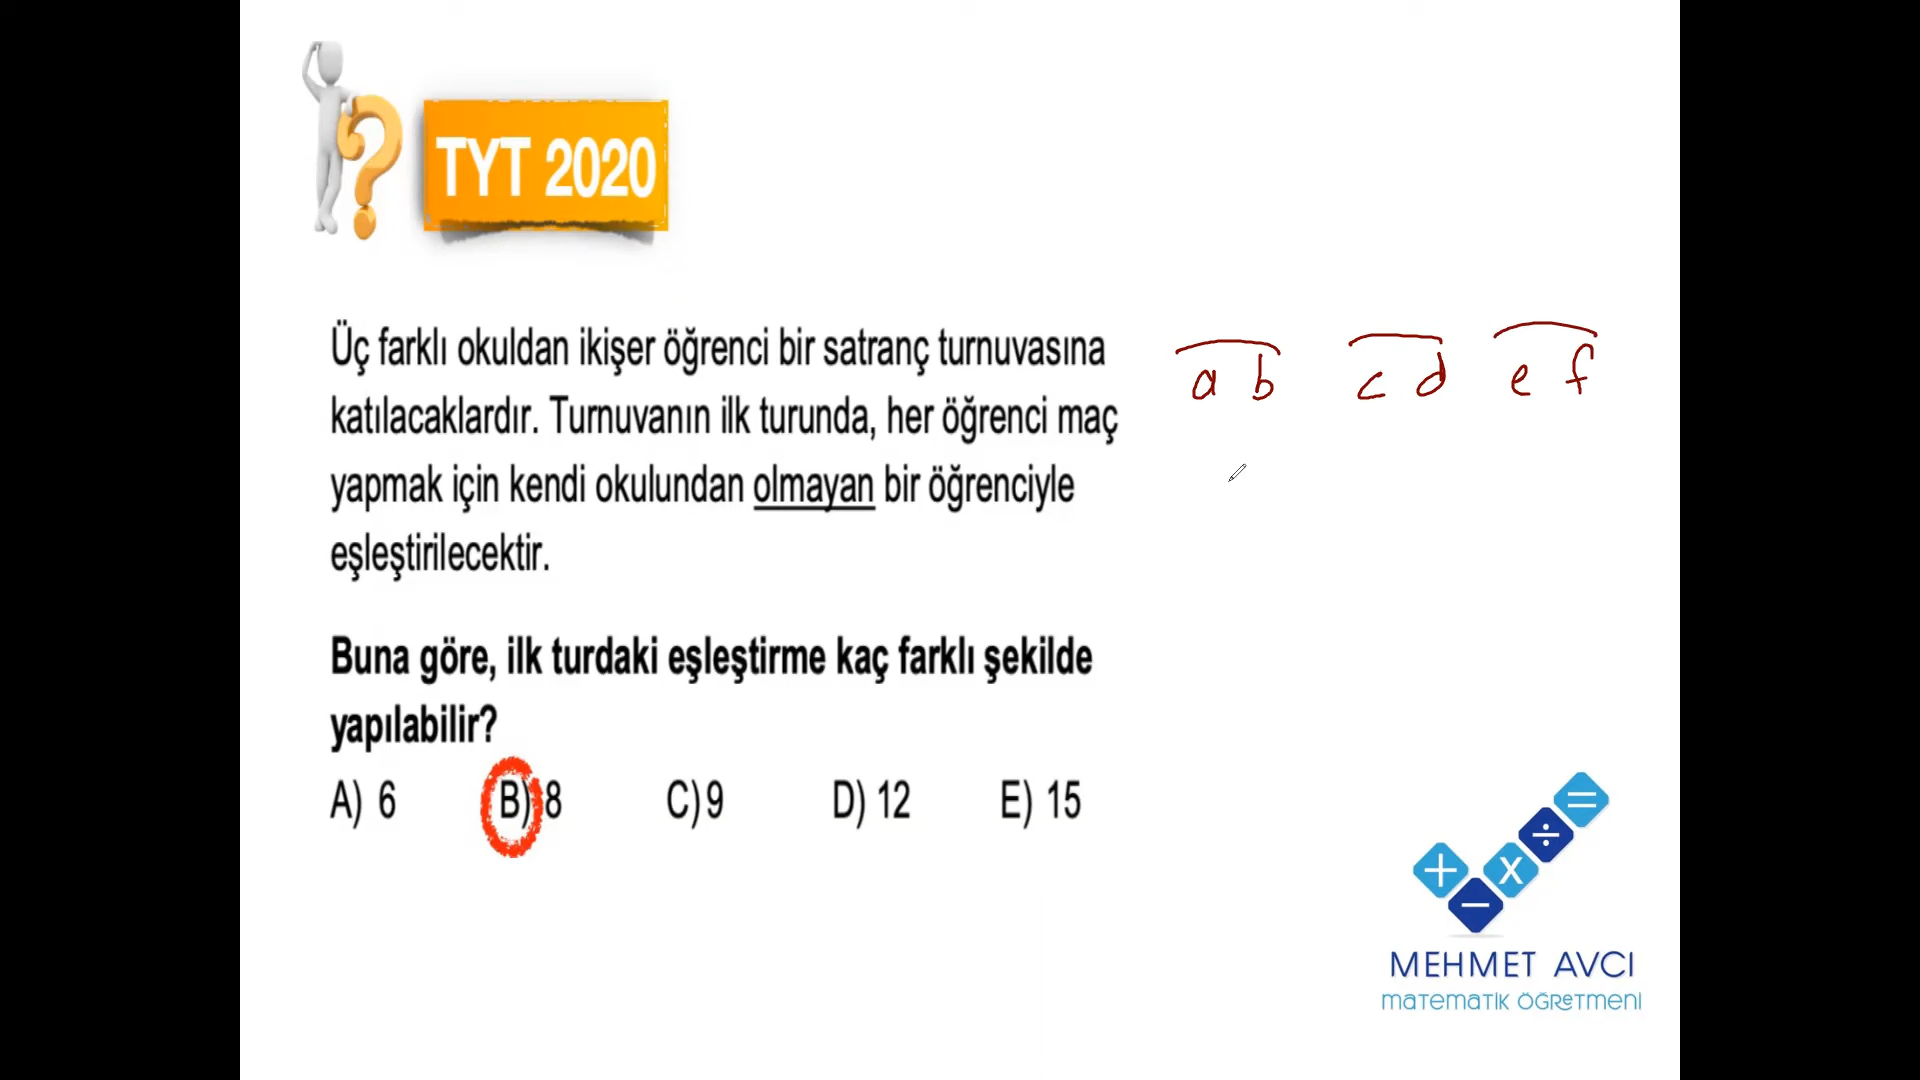 TYT 2020
Üç farklı okuldan ikişer öğrenci bir satranç turnuvasına
katılacaklardır. Turnuvanın ilk turunda, her öğrenci maç
yapmak için kendi okulundan olmayan bir öğrenciyle
eşleştirilecektir.
a b c d e f
Buna göre, ilk turdaki eşleştirme kaç farklı şekilde
yapılabilir?
A) 6 B) 8 C) 9 D) 12 E) 15
+ − x ÷ =
MEHMET AVCI
matematik öğretmeni